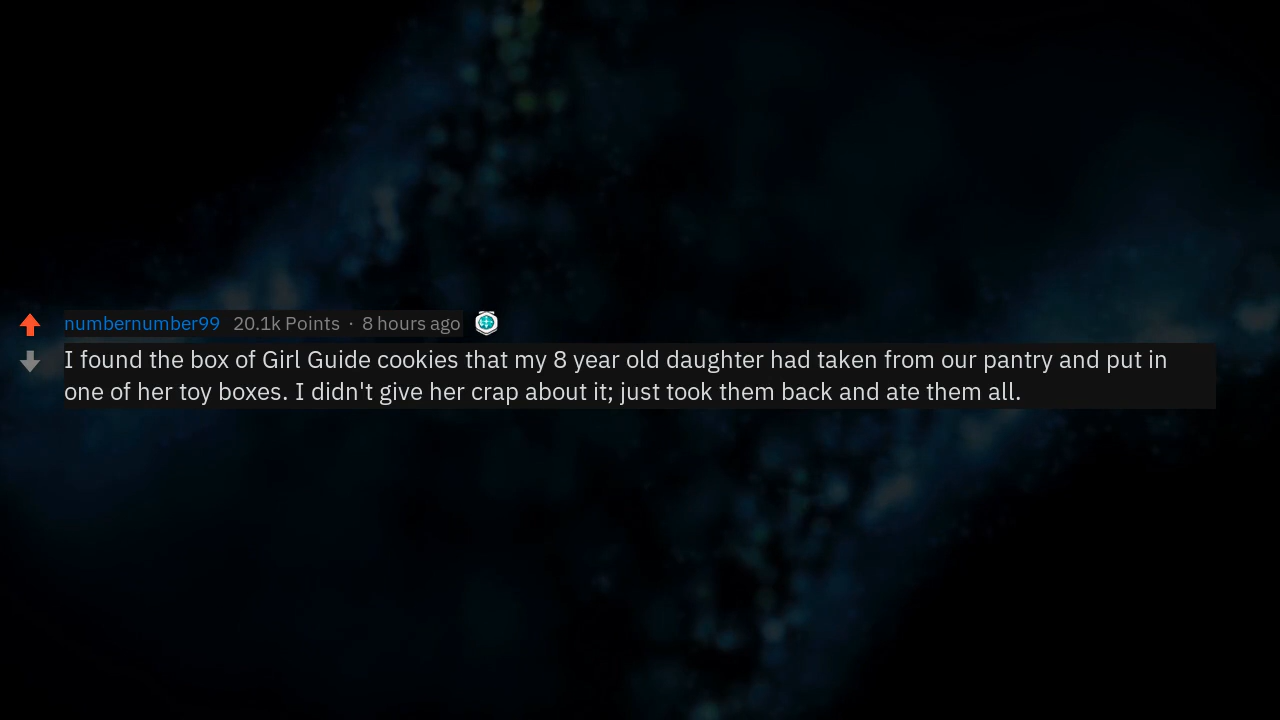 numbernumber99 20.1k Points · 8 hours ago
I found the box of Girl Guide cookies that my 8 year old daughter had taken from our pantry and put in
one of her toy boxes. I didn't give her crap about it; just took them back and ate them all.